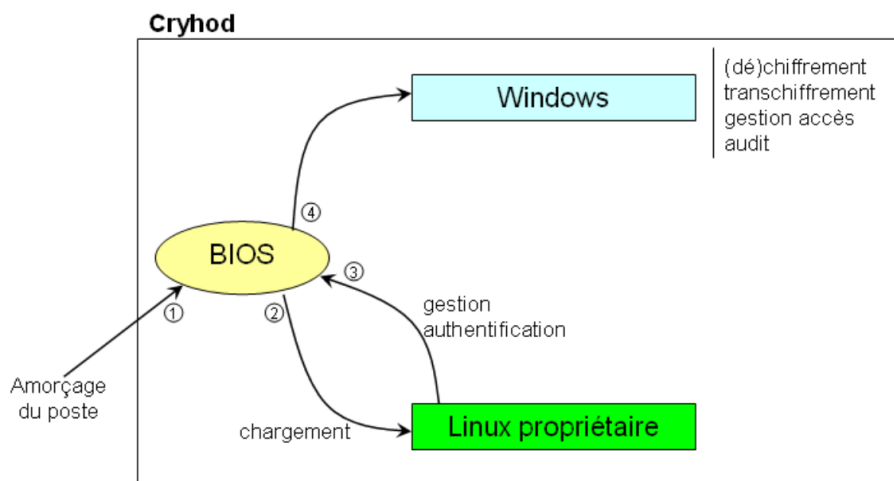 Cryhod
Windows
(dé)chiffrement
transchiffrement
gestion accès
audit
④
BIOS
③
①
②
gestion
authentification
Amorçage
du poste
chargement
Linux propriétaire